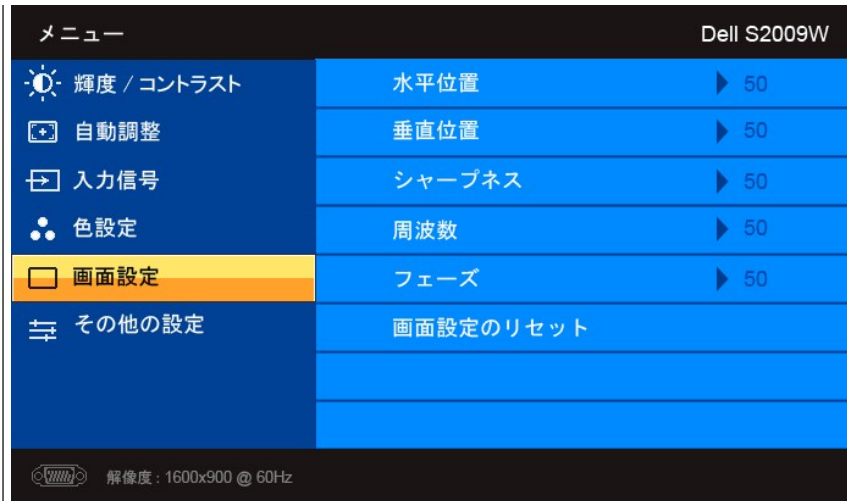 メニュー Dell S2009W
輝度 / コントラスト
自動調整
入力信号
色設定
画面設定
その他の設定
水平位置 50
垂直位置 50
シャープネス 50
周波数 50
フェーズ 50
画面設定のリセット
解像度 : 1600x900 @ 60Hz